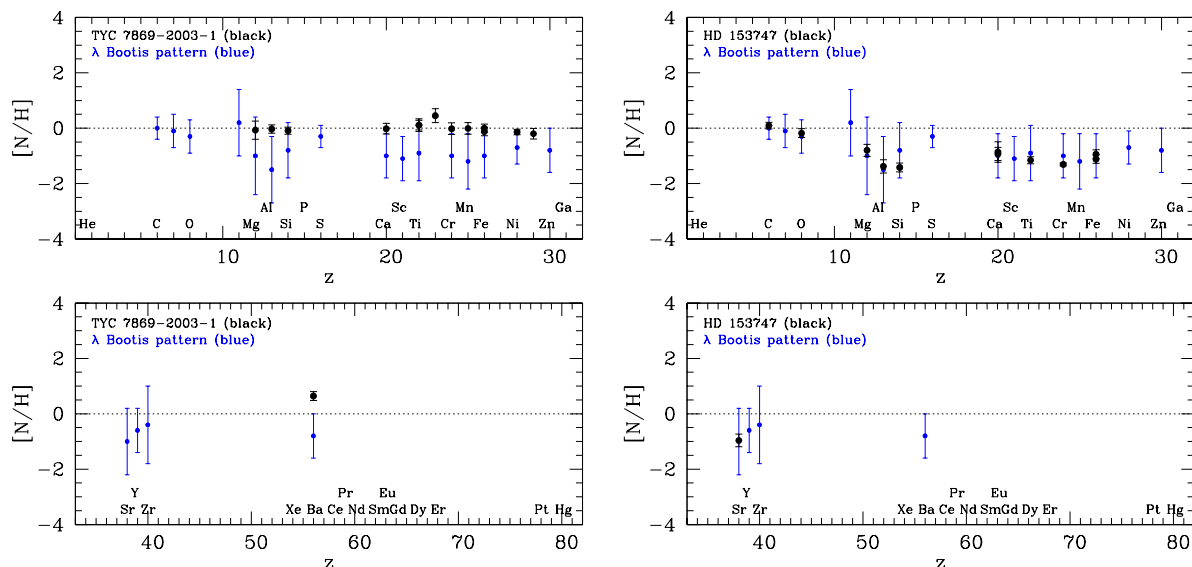 TYC 7869-2003-1 (black)
λ Bootis pattern (blue)
[N/H]
4
2
0
−2
−4
Al P Sc Mn Ga
He C O Mg Si S Ca Ti Cr Fe Ni Zn
10 20 30
Z
HD 153747 (black)
λ Bootis pattern (blue)
[N/H]
4
2
0
−2
−4
Al P Sc Mn Ga
He C O Mg Si S Ca Ti Cr Fe Ni Zn
10 20 30
Z
TYC 7869-2003-1 (black)
λ Bootis pattern (blue)
[N/H]
4
2
0
−2
−4
Y Pr Eu
Sr Zr Xe Ba Ce Nd Sm Gd Dy Er Pt Hg
40 50 60 70 80
Z
HD 153747 (black)
λ Bootis pattern (blue)
[N/H]
4
2
0
−2
−4
Y Pr Eu
Sr Zr Xe Ba Ce Nd Sm Gd Dy Er Pt Hg
40 50 60 70 80
Z